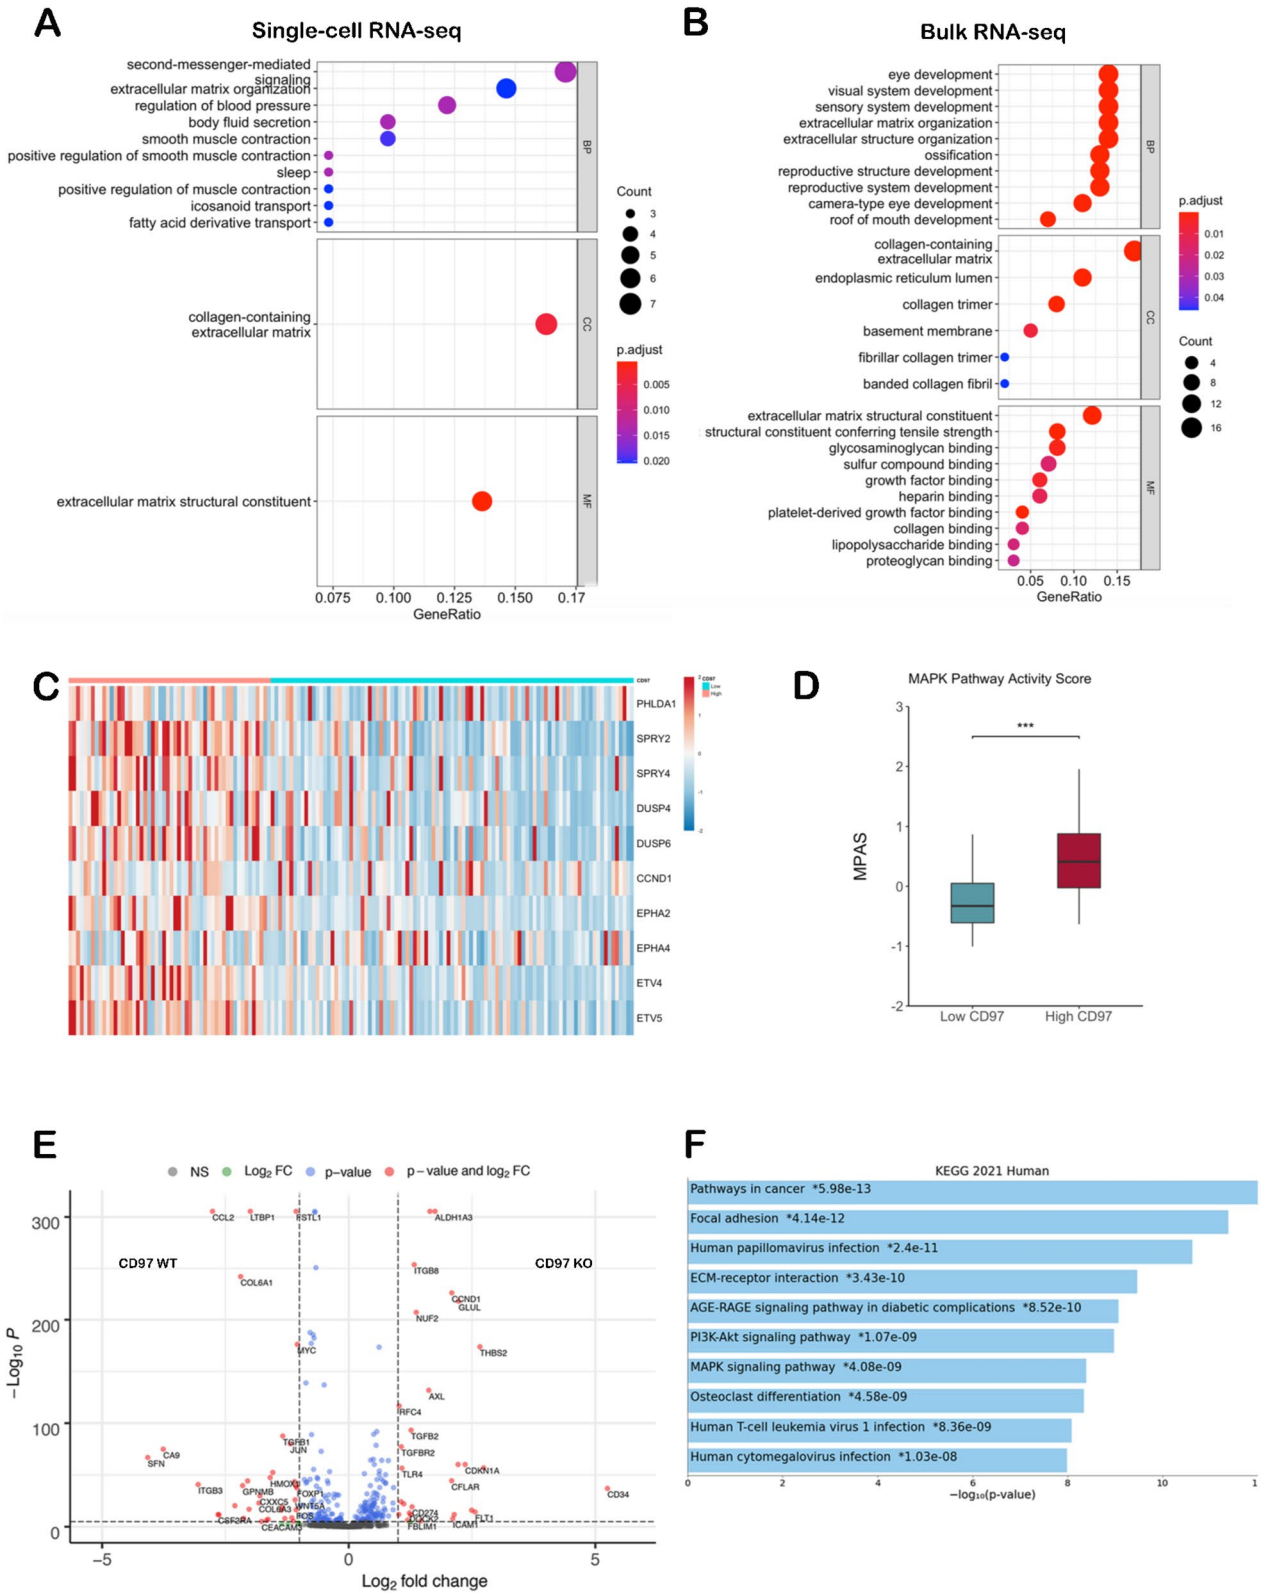 A
Single-cell RNA-seq
second-messenger-mediated
signaling
extracellular matrix organization
regulation of blood pressure
body fluid secretion
smooth muscle contraction
positive regulation of smooth muscle contraction
sleep
positive regulation of muscle contraction
icosanoid transport
fatty acid derivative transport
BP
collagen-containing
extracellular matrix
CC
extracellular matrix structural constituent
MF
0.075 0.100 0.125 0.150 0.17
GeneRatio
Count
3
4
5
6
7
p.adjust
0.005
0.010
0.015
0.020
B
Bulk RNA-seq
eye development
visual system development
sensory system development
extracellular matrix organization
extracellular structure organization
ossification
reproductive structure development
reproductive system development
camera-type eye development
roof of mouth development
BP
collagen-containing
extracellular matrix
endoplasmic reticulum lumen
collagen trimer
basement membrane
fibrillar collagen trimer
banded collagen fibril
CC
extracellular matrix structural constituent
structural constituent conferring tensile strength
glycosaminoglycan binding
sulfur compound binding
growth factor binding
heparin binding
platelet-derived growth factor binding
collagen binding
lipopolysaccharide binding
proteoglycan binding
MF
0.05 0.10 0.15
GeneRatio
p.adjust
0.01
0.02
0.03
0.04
Count
4
8
12
16
C
CD97
PHLDA1
SPRY2
SPRY4
DUSP4
DUSP6
CCND1
EPHA2
EPHA4
ETV4
ETV5
2
1
0
-1
-2
CD97
Low
High
D
MAPK Pathway Activity Score
***
3
2
1
0
-1
-2
MPAS
Low CD97 High CD97
E
NS Log2 FC p-value p − value and log2 FC
CD97 WT
CD97 KO
300
200
100
0
−Log10 P
CCL2
LTBP1
FSTL1
ALDH1A3
COL6A1
ITGB8
CCND1
GLUL
NUF2
MYC
THBS2
AXL
RFC4
TGFB1
JUN
TGFB2
TGFBR2
CA9
SFN
TLR4
CDKN1A
CFLAR
HMOX1
ITGB3
GPNMB
FOXP1
CD34
CXXC5
COL6A3
WNT5A
FOS
CD274
DOCK2
FLT1
CSF2RA
CEACAM5
FBLIM1
ICAM1
−5 0 5
Log2 fold change
F
KEGG 2021 Human
Pathways in cancer *5.98e-13
Focal adhesion *4.14e-12
Human papillomavirus infection *2.4e-11
ECM-receptor interaction *3.43e-10
AGE-RAGE signaling pathway in diabetic complications *8.52e-10
PI3K-Akt signaling pathway *1.07e-09
MAPK signaling pathway *4.08e-09
Osteoclast differentiation *4.58e-09
Human T-cell leukemia virus 1 infection *8.36e-09
Human cytomegalovirus infection *1.03e-08
0 2 4 6 8 10 1
−log₁₀(p-value)